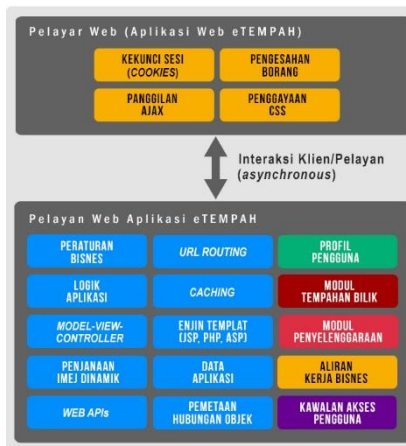 Pelayar Web (Aplikasi Web eTEMPAH)
KEKUNCI SESI
(COOKIES)
PENGESAHAN
BORANG
PANGGILAN
AJAX
PENGGAYAAN
CSS
Interaksi Klien/Pelayan
(asynchronous)
Pelayan Web Aplikasi eTEMPAH
PERATURAN
BISNES
URL ROUTING
PROFIL
PENGGUNA
LOGIK
APLIKASI
CACHING
MODUL
TEMPAHAN BILIK
MODEL-VIEW-
CONTROLLER
ENJIN TEMPLAT
(JSP, PHP, ASP)
MODUL
PENYELENGGARAAN
PENJANAAN
IMEJ DINAMIK
DATA
APLIKASI
ALIRAN
KERJA BISNES
WEB APIs
PEMETAAN
HUBUNGAN OBJEK
KAWALAN AKSES
PENGGUNA